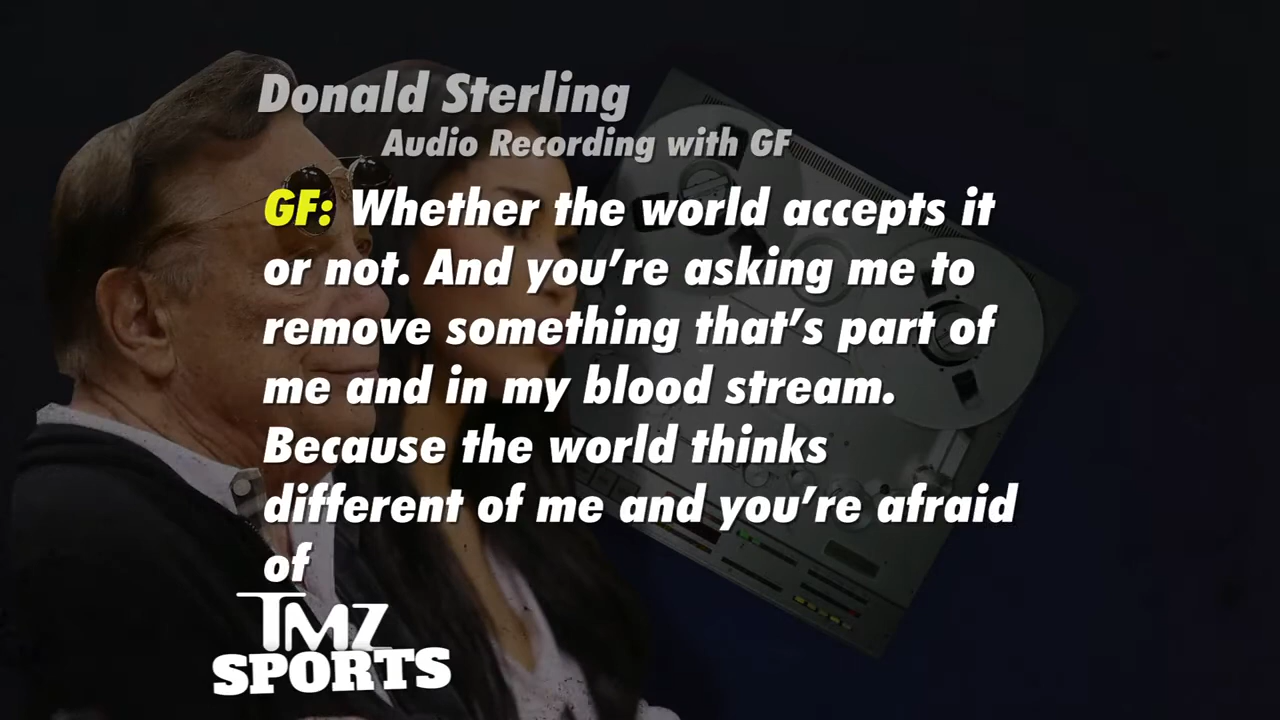 Donald Sterling
Audio Recording with GF
GF: Whether the world accepts it
or not. And you’re asking me to
remove something that’s part of
me and in my blood stream.
Because the world thinks
different of me and you’re afraid
of
TMZ
SPORTS